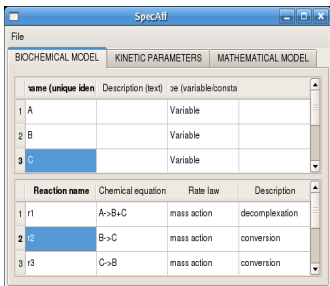 SpecAff
File
BIOCHEMICAL MODEL KINETIC PARAMETERS MATHEMATICAL MODEL
ame (unique iden Description (text) pe (variable/consta
1 A Variable
2 B Variable
3 C Variable
Reaction name Chemical equation Rate law Description
1 r1 A->B+C mass action decomplexation
2 r2 B->C mass action conversion
3 r3 C->B mass action conversion